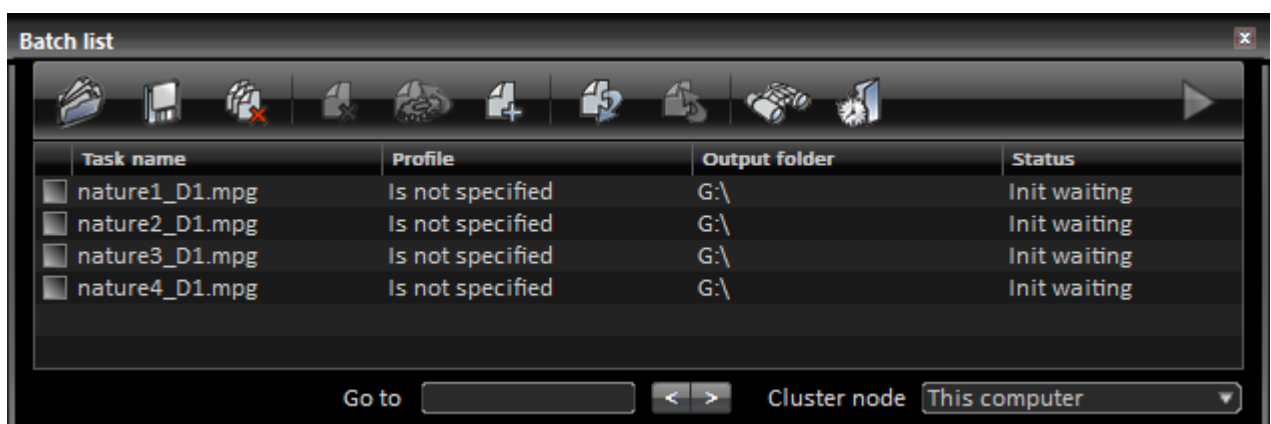 Batch list
Task name Profile Output folder Status
nature1_D1.mpg Is not specified G:\ Init waiting
nature2_D1.mpg Is not specified G:\ Init waiting
nature3_D1.mpg Is not specified G:\ Init waiting
nature4_D1.mpg Is not specified G:\ Init waiting
Go to < > Cluster node This computer